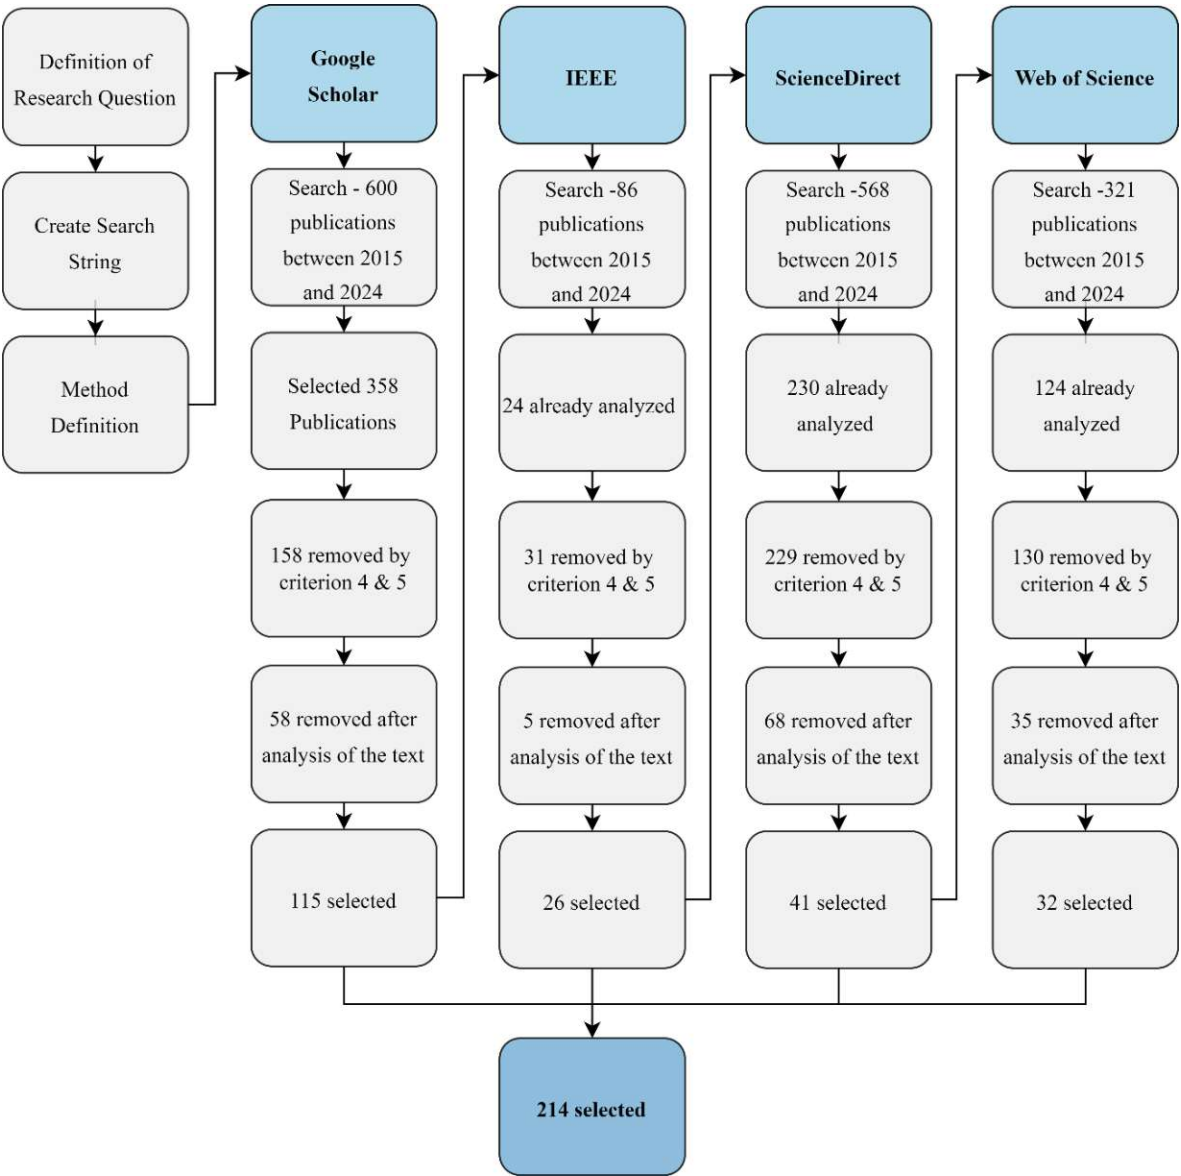 Definition of
Research Question
Create Search
String
Method
Definition
Google
Scholar
Search - 600
publications
between 2015
and 2024
Selected 358
Publications
158 removed by
criterion 4 & 5
58 removed after
analysis of the text
115 selected
IEEE
Search -86
publications
between 2015
and 2024
24 already analyzed
31 removed by
criterion 4 & 5
5 removed after
analysis of the text
26 selected
ScienceDirect
Search -568
publications
between 2015
and 2024
230 already
analyzed
229 removed by
criterion 4 & 5
68 removed after
analysis of the text
41 selected
Web of Science
Search -321
publications
between 2015
and 2024
124 already
analyzed
130 removed by
criterion 4 & 5
35 removed after
analysis of the text
32 selected
214 selected